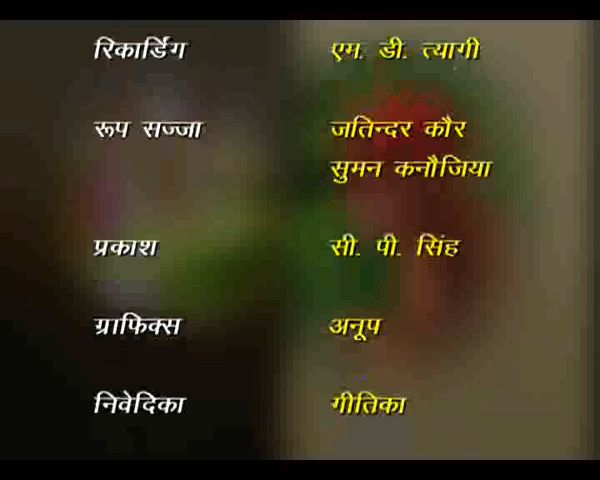 रिकार्डिंग एम. डी. त्यागी
रूप सज्जा जतिन्दर कौर
सुमन कनौजिया
प्रकाश सी. पी. सिंह
ग्राफिक्स अनूप
निवेदिका गीतिका